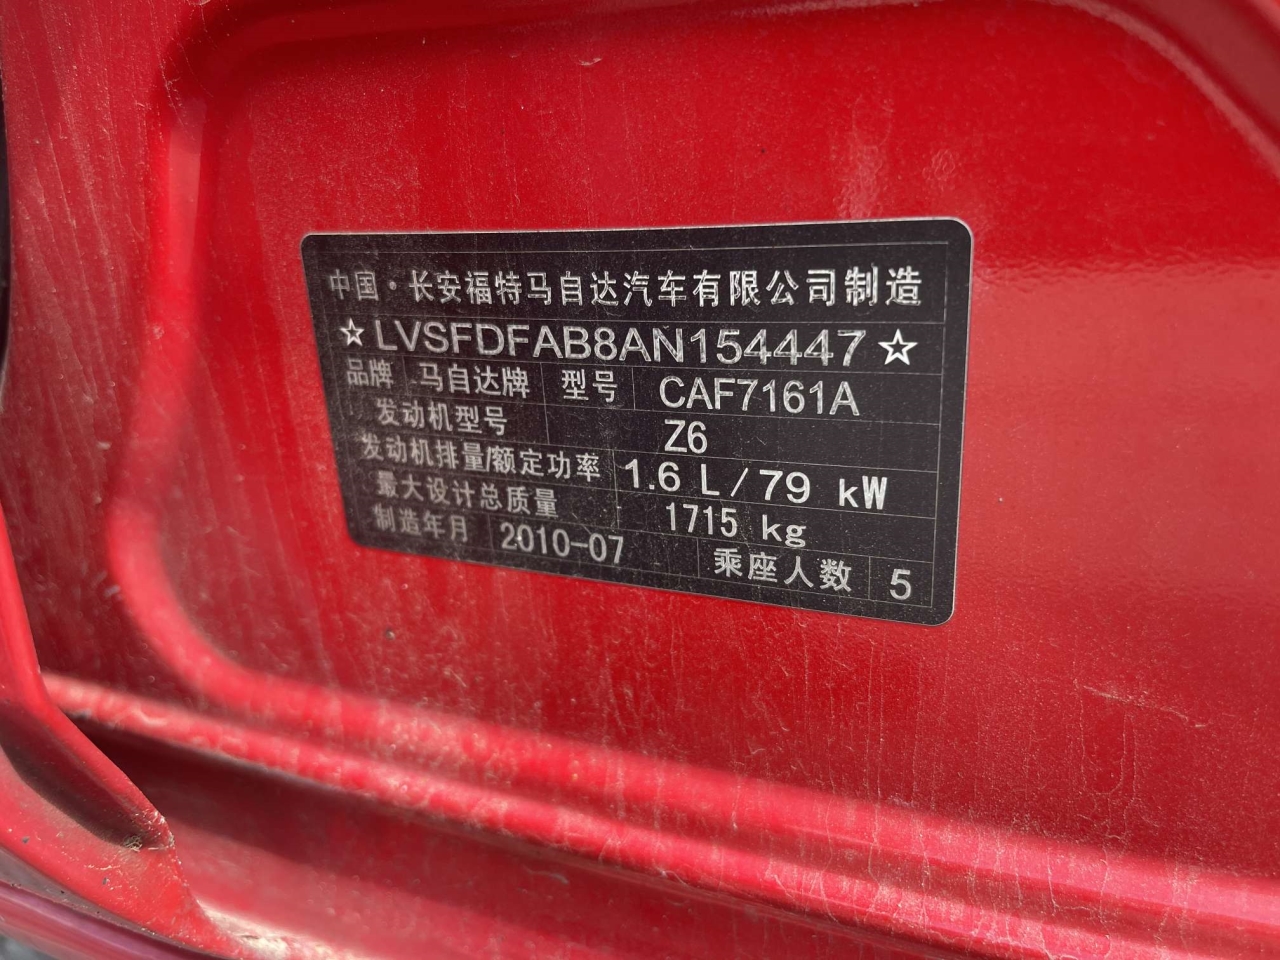 中国·长安福特马自达汽车有限公司制造
☆LVSFDFAB8AN154447☆
品牌 马自达牌 型号 CAF7161A
发动机型号 Z6
发动机排量/额定功率 1.6 L/79 kW
最大设计总质量 1715 kg
制造年月 2010-07 乘座人数 5